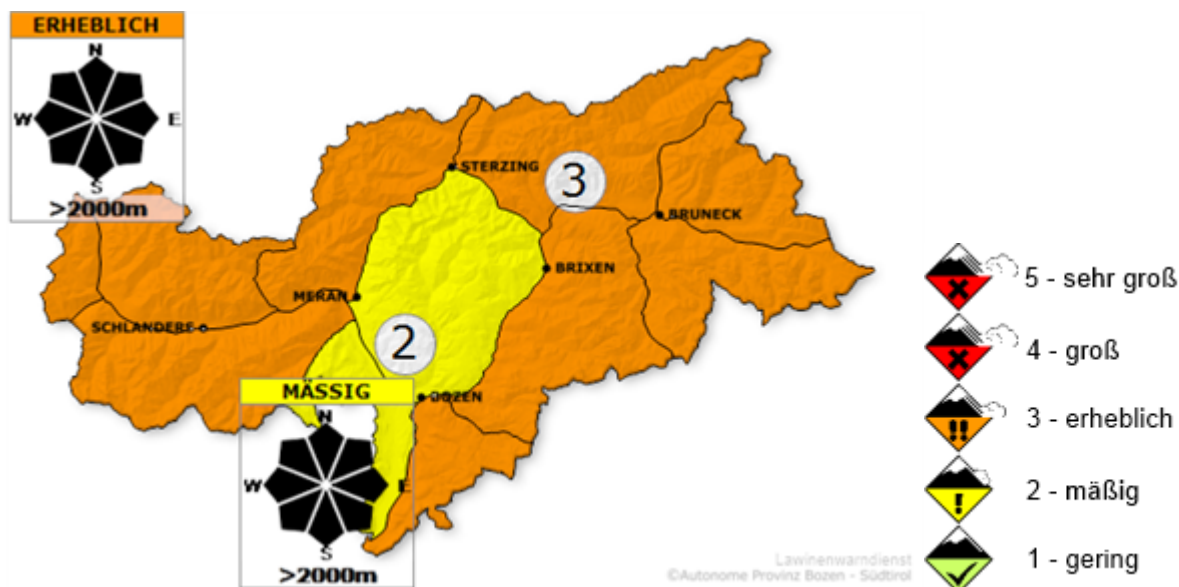 ERHEBLICH
N
W
E
S
>2000m
STERZING
3
BRUNECK
BRIXEN
MERAN
SCHLANDERS
2
MÄSSIG
BOZEN
N
W
E
S
>2000m
5 - sehr groß
4 - groß
3 - erheblich
2 - mäßig
1 - gering
Lawinenwarndienst
©Autonome Provinz Bozen - Südtirol